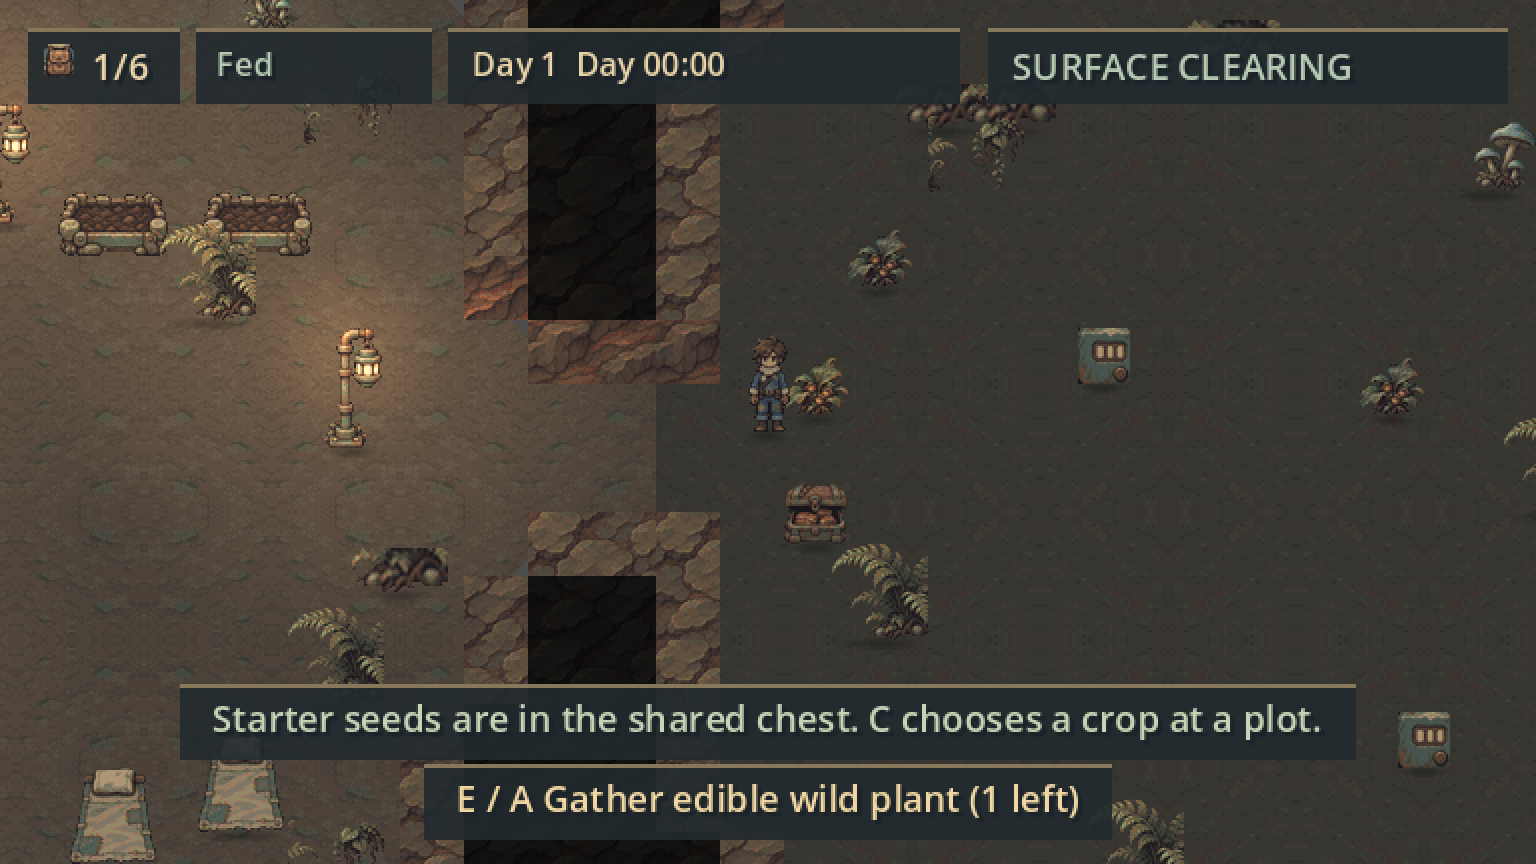 1/6
Fed
Day 1 Day 00:00
SURFACE CLEARING
Starter seeds are in the shared chest. C chooses a crop at a plot.
E / A Gather edible wild plant (1 left)